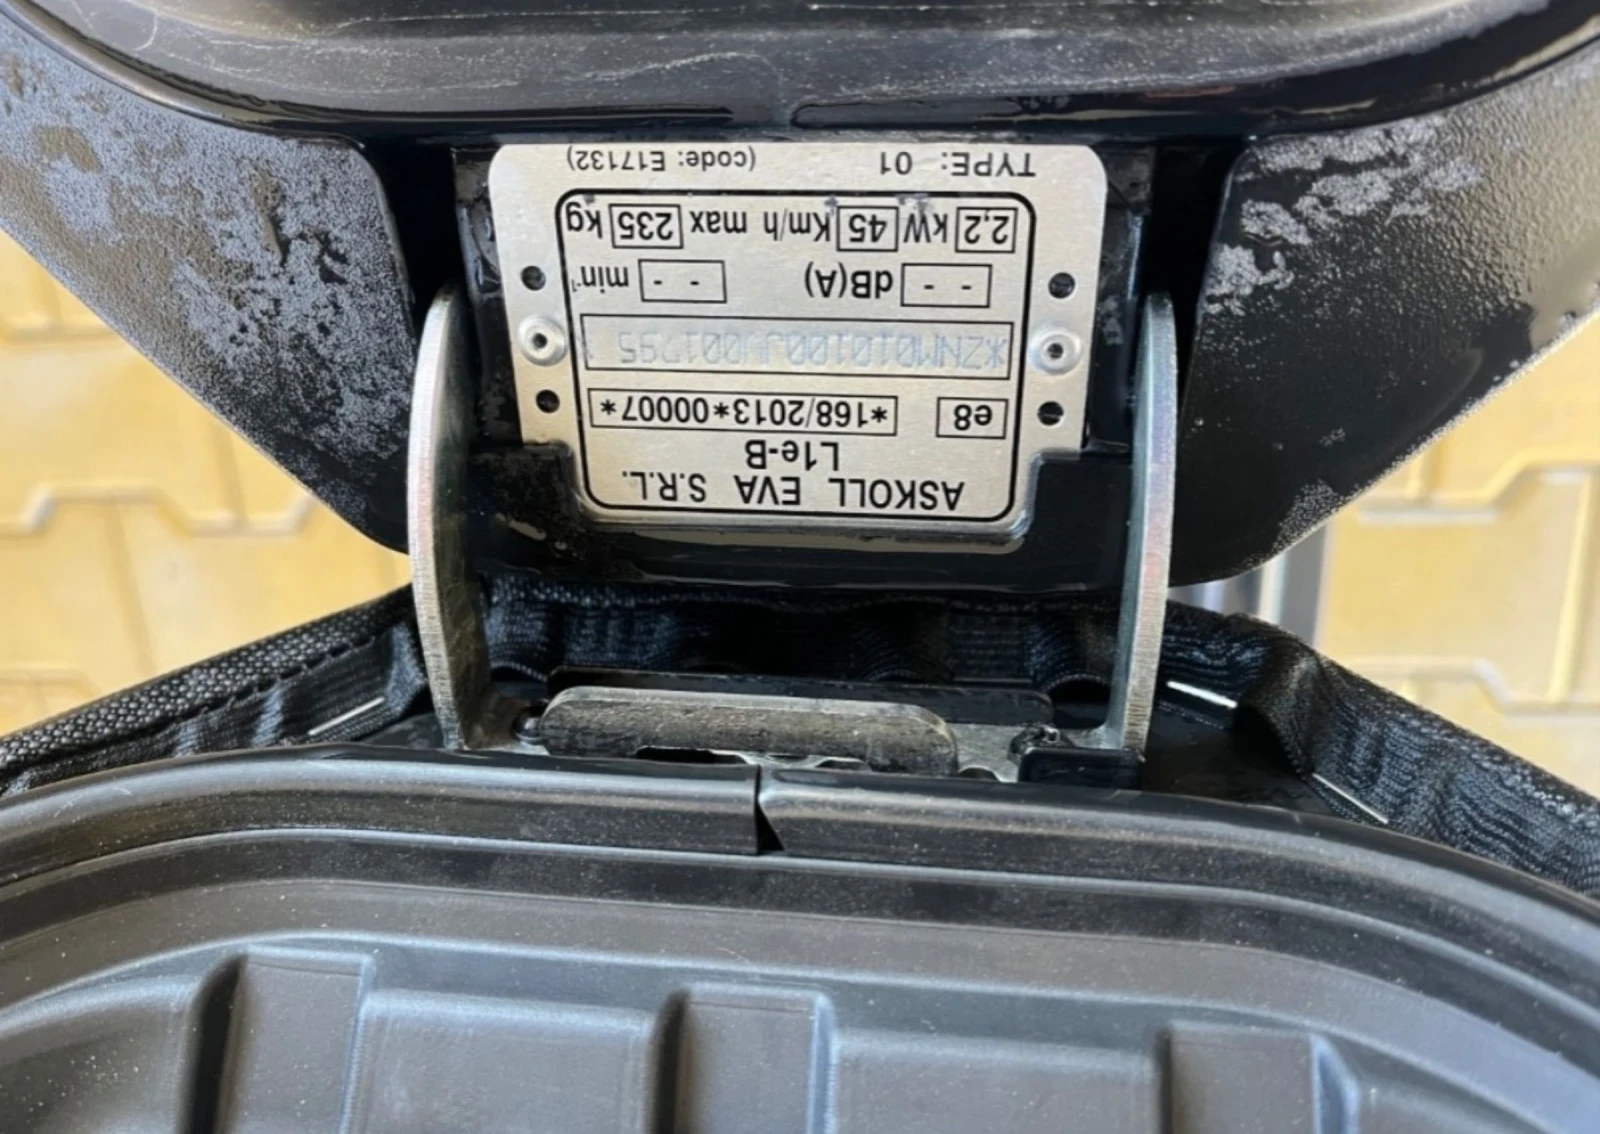 ASKOLL EVA S.R.L.
L1e-B
e8 *168/2013*00007*
*ZNM010100JV001795 *
- - dB(A) - - min⁻¹
2,2 kW 45 Km/h max 235 kg
TYPE: 01 (code: E17132)